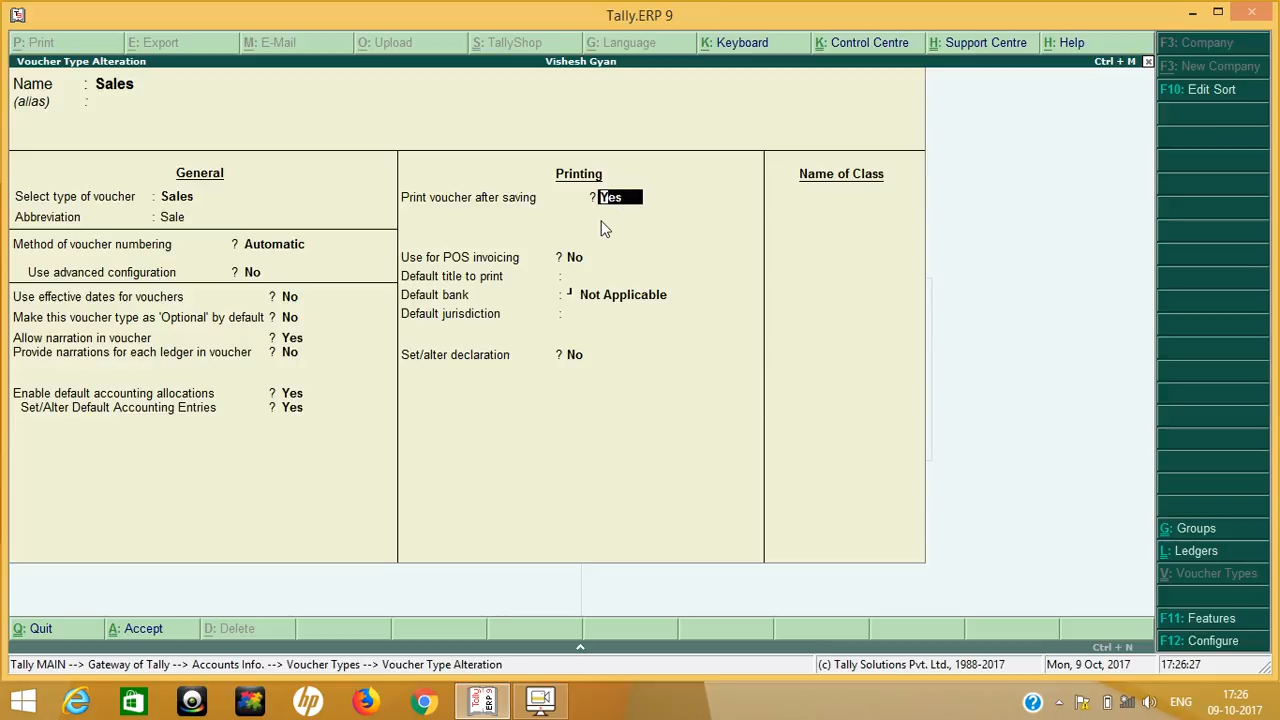 Tally.ERP 9
P: Print E: Export M: E-Mail O: Upload S: TallyShop G: Language K: Keyboard K: Control Centre H: Support Centre H: Help
F3: Company
Voucher Type Alteration Vishesh Gyan Ctrl + M
F3: New Company
F10: Edit Sort
Name : Sales
(alias) :
General
Select type of voucher : Sales
Abbreviation : Sale
Method of voucher numbering ? Automatic
Use advanced configuration ? No
Use effective dates for vouchers ? No
Make this voucher type as 'Optional' by default ? No
Allow narration in voucher ? Yes
Provide narrations for each ledger in voucher ? No
Enable default accounting allocations ? Yes
Set/Alter Default Accounting Entries ? Yes
Printing
Print voucher after saving ? Yes
Use for POS invoicing ? No
Default title to print :
Default bank : ┘ Not Applicable
Default jurisdiction :
Set/alter declaration ? No
Name of Class
G: Groups
L: Ledgers
V: Voucher Types
F11: Features
F12: Configure
Q: Quit A: Accept D: Delete
Ctrl + N
Tally MAIN --> Gateway of Tally --> Accounts Info. --> Voucher Types --> Voucher Type Alteration (c) Tally Solutions Pvt. Ltd., 1988-2017 Mon, 9 Oct, 2017 17:26:27
hp
Tally ERP 9
ENG
17:26
09-10-2017